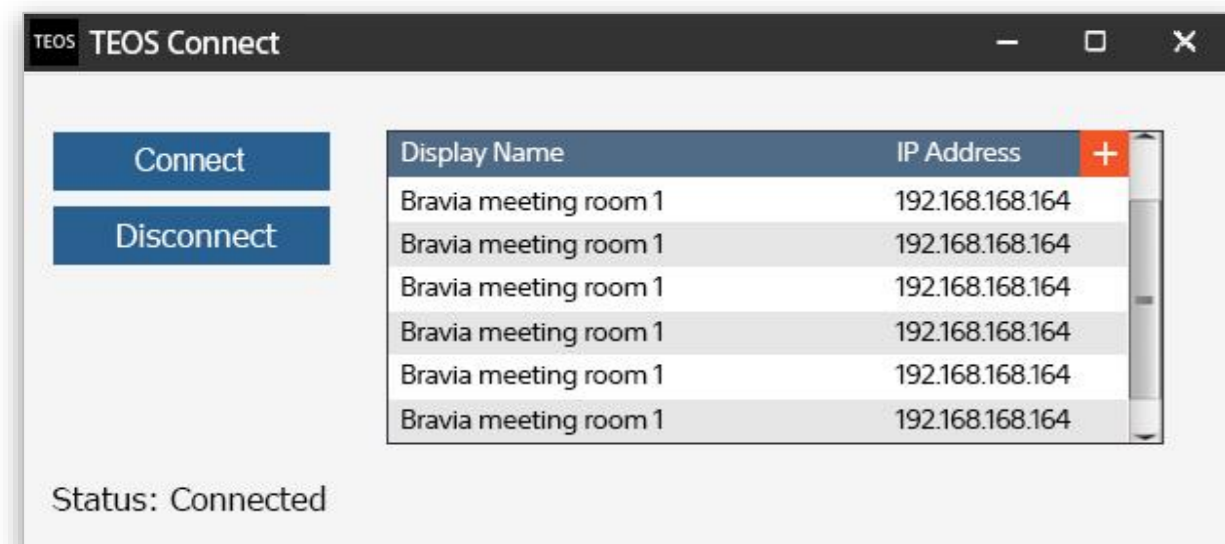 TEOS TEOS Connect
Connect
Disconnect
Display Name IP Address +
Bravia meeting room 1 192.168.168.164
Bravia meeting room 1 192.168.168.164
Bravia meeting room 1 192.168.168.164
Bravia meeting room 1 192.168.168.164
Bravia meeting room 1 192.168.168.164
Bravia meeting room 1 192.168.168.164
Status: Connected